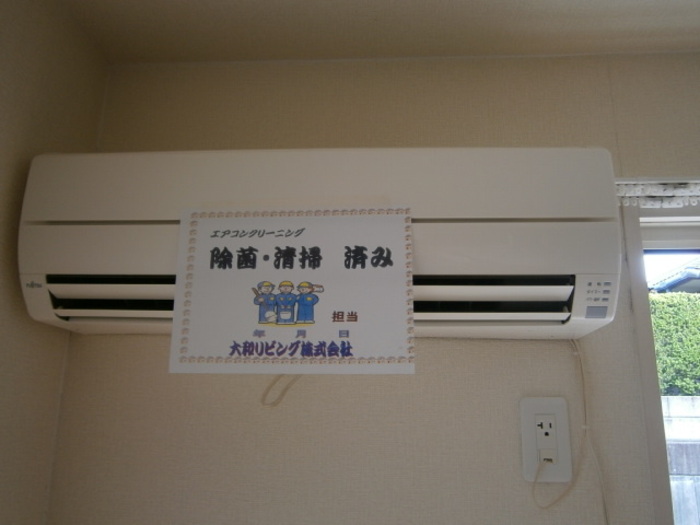 エアコンクリーニング
除菌・清掃 済み
担当
年 月 日
大和リビング株式会社
FUJITSU